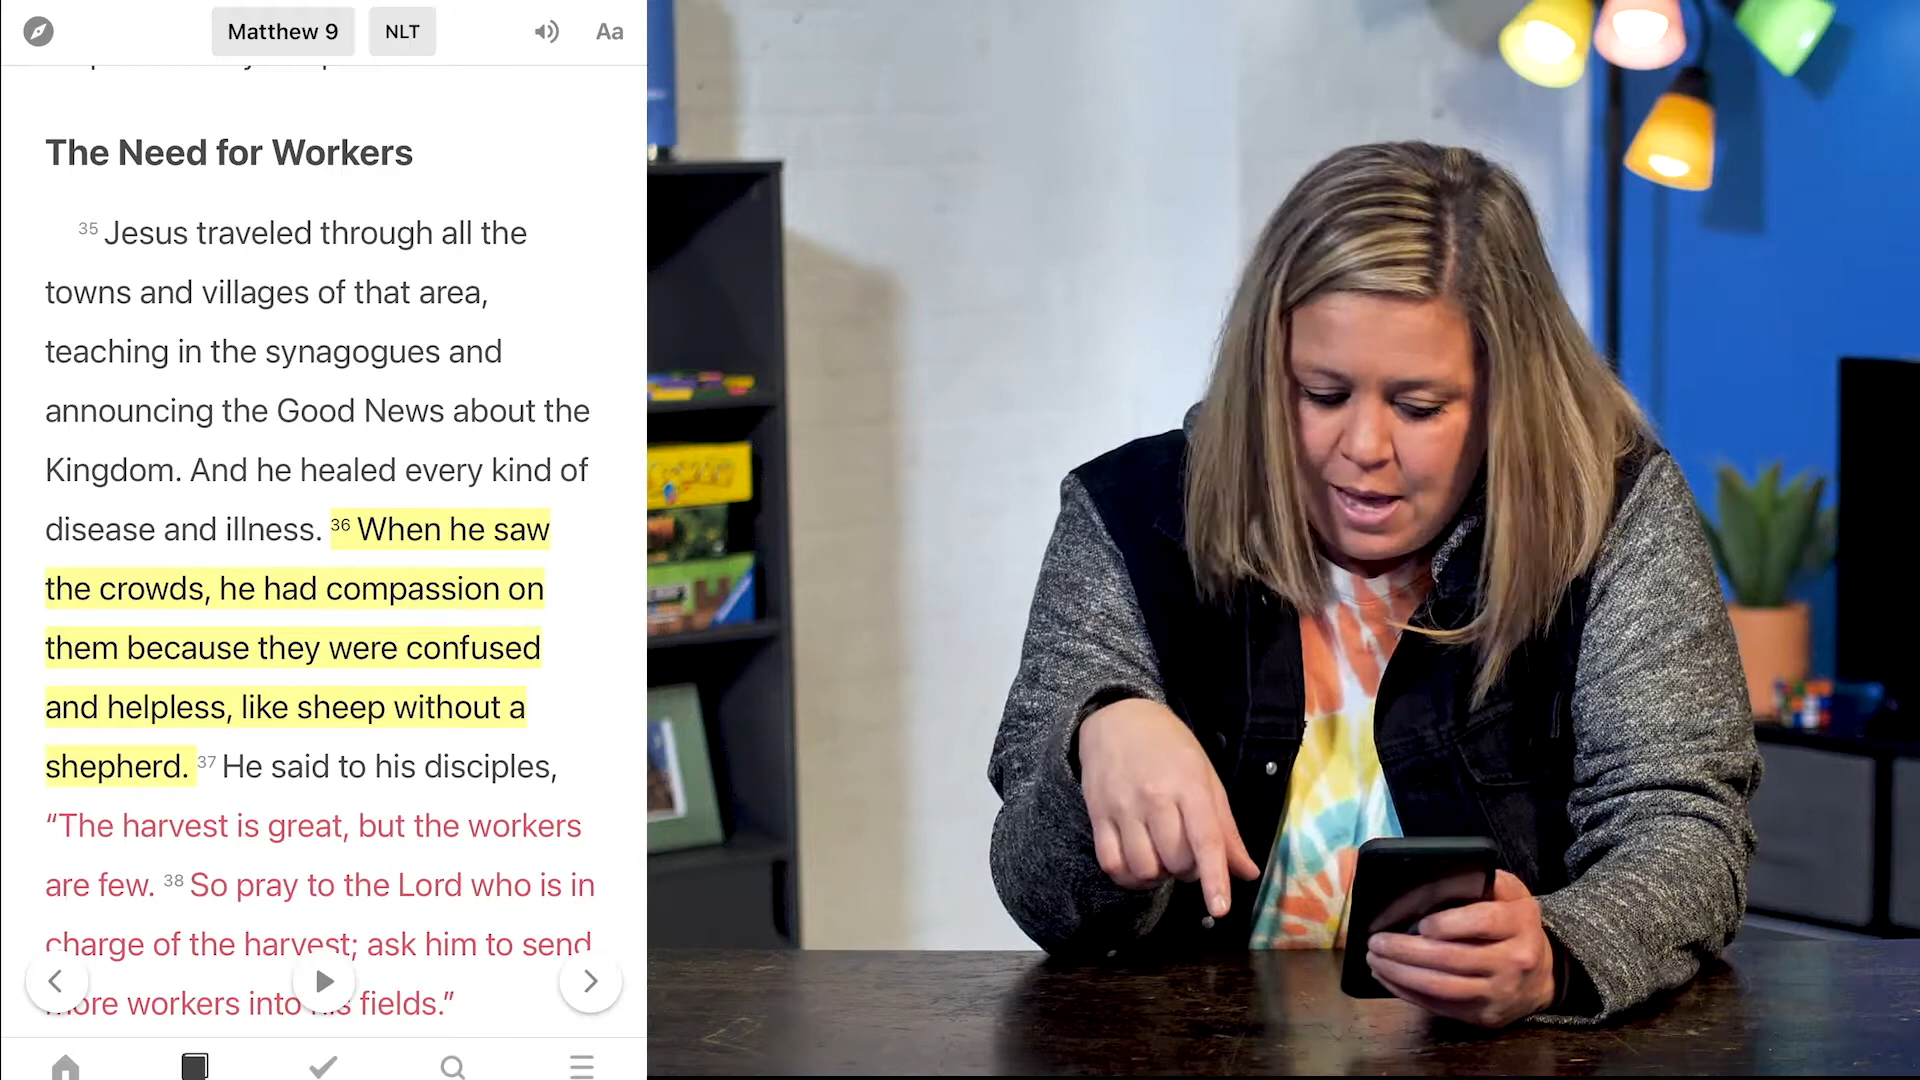 Matthew 9
NLT
Aa
The Need for Workers
35 Jesus traveled through all the
towns and villages of that area,
teaching in the synagogues and
announcing the Good News about the
Kingdom. And he healed every kind of
disease and illness. 36 When he saw
the crowds, he had compassion on
them because they were confused
and helpless, like sheep without a
shepherd. 37 He said to his disciples,
“The harvest is great, but the workers
are few. 38 So pray to the Lord who is in
charge of the harvest; ask him to send
workers into fields.”